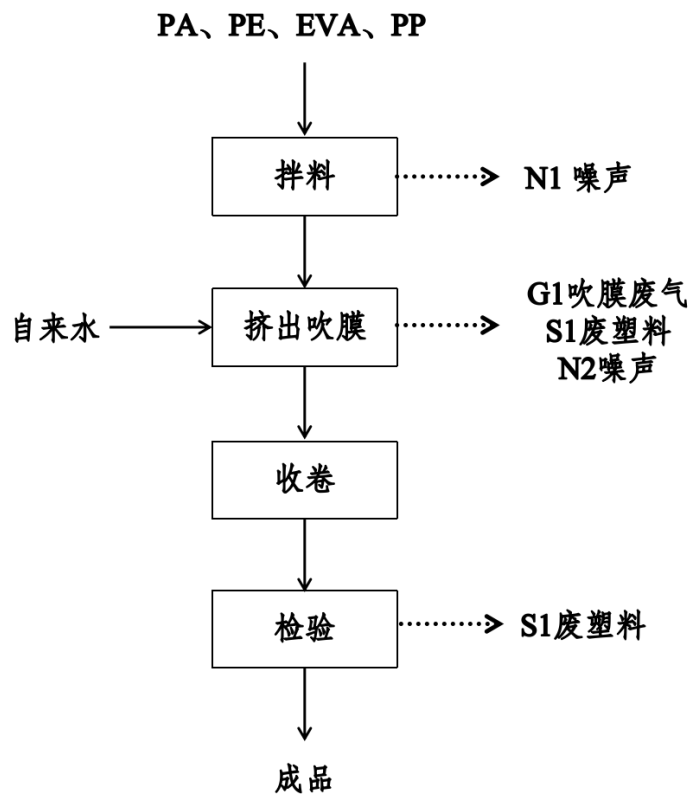 PA、PE、EVA、PP
拌料
N1 噪声
自来水
挤出吹膜
G1吹膜废气
S1废塑料
N2噪声
收卷
检验
S1废塑料
成品